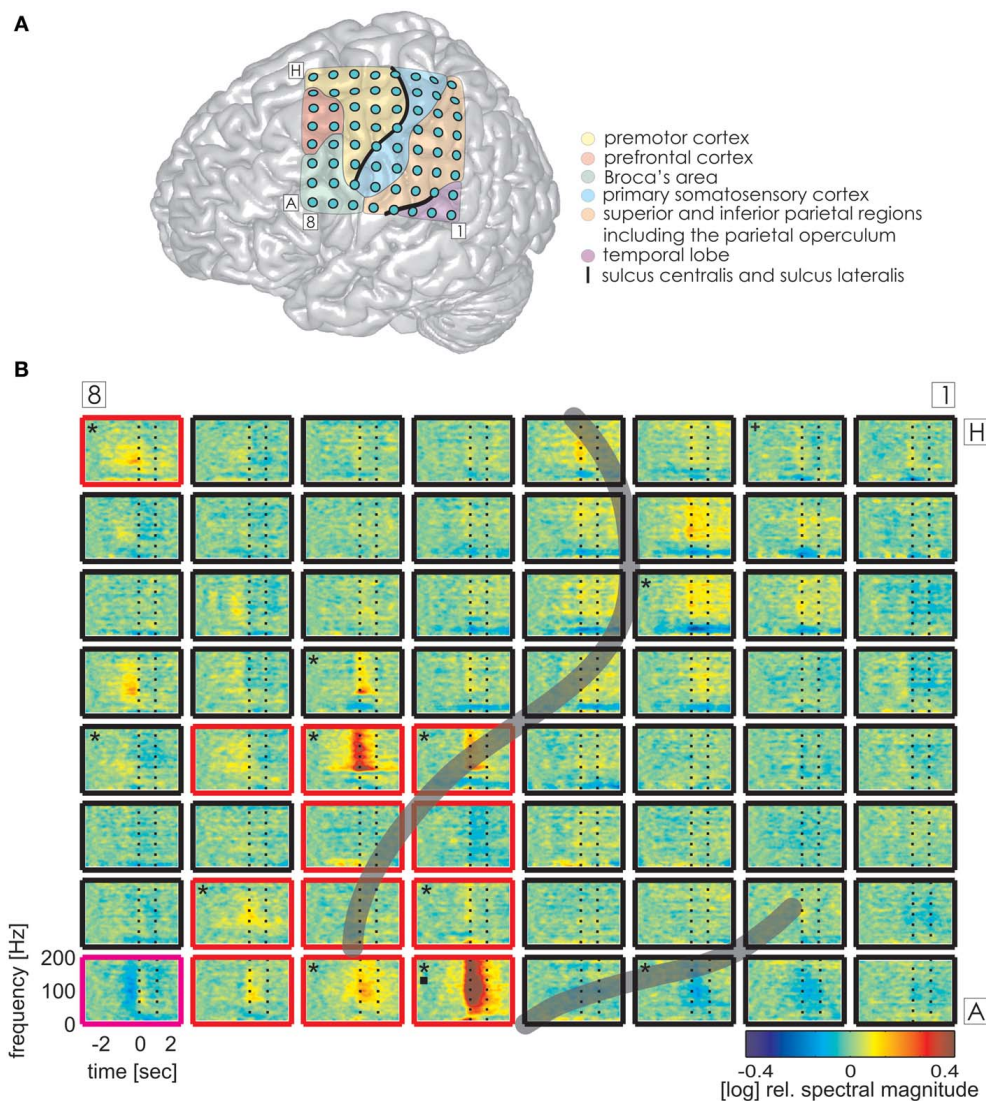 A
H
A
8
1
premotor cortex
prefrontal cortex
Broca's area
primary somatosensory cortex
superior and inferior parietal regions
including the parietal operculum
temporal lobe
sulcus centralis and sulcus lateralis
B
8
1
* +
H
*
*
* * *
* *
* * *
A
frequency [Hz]
200
100
0
-2 0 2
time [sec]
-0.4 0 0.4
[log] rel. spectral magnitude